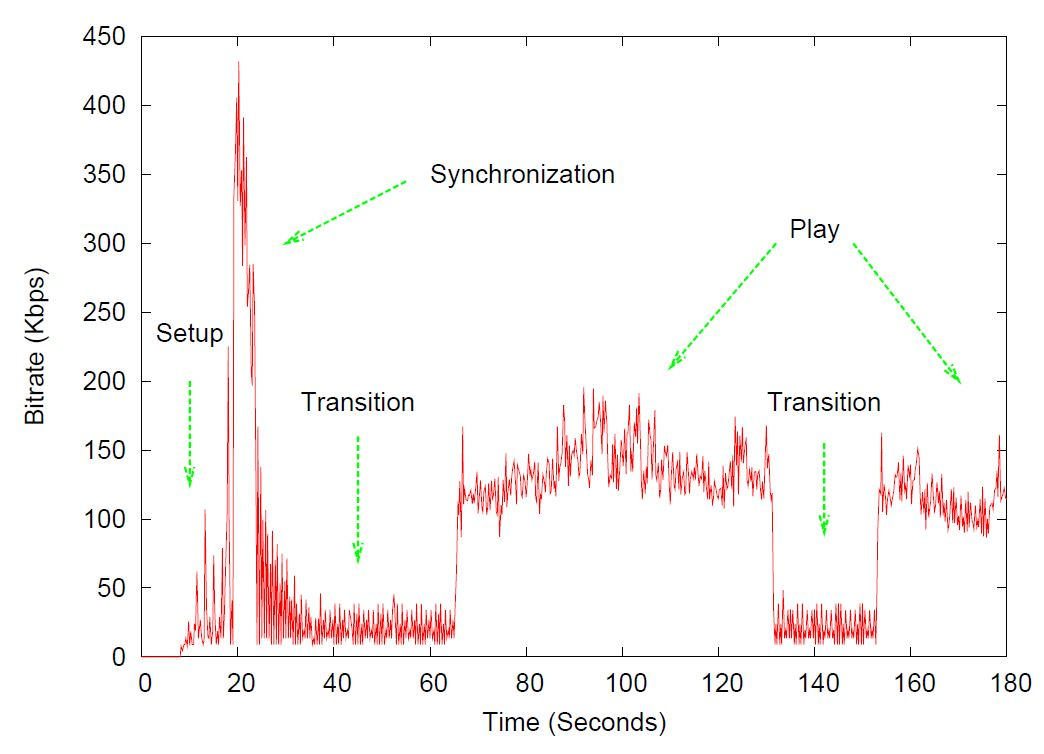 450
400
350
300
250
200
150
100
50
0
Bitrate (Kbps)
Synchronization
Play
Setup
Transition
Transition
0 20 40 60 80 100 120 140 160 180
Time (Seconds)